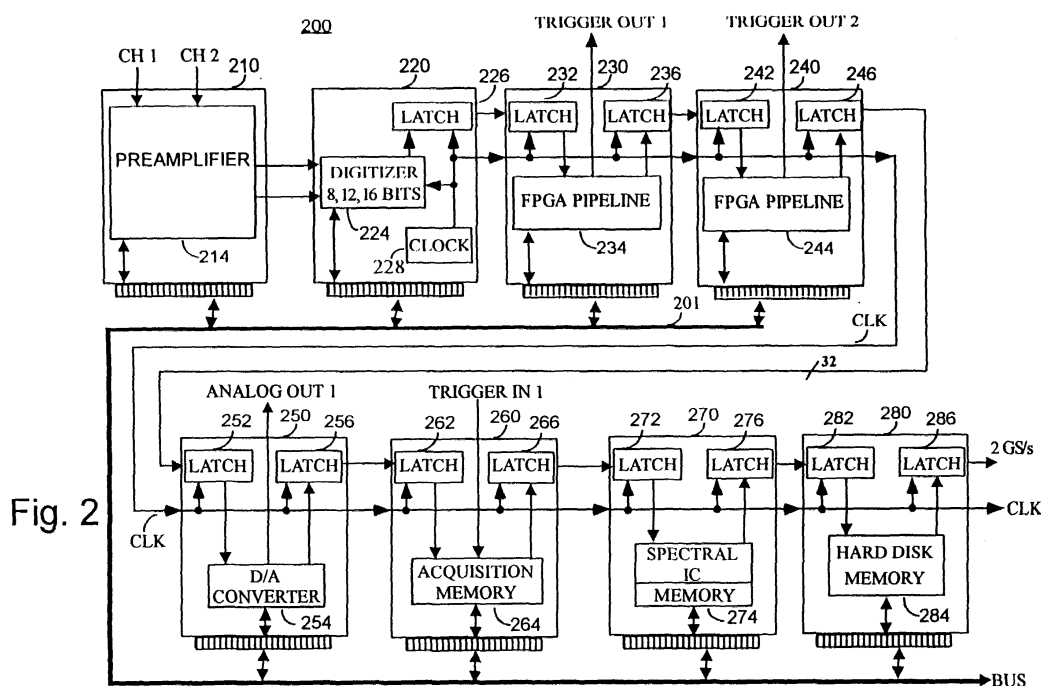 200
TRIGGER OUT 1
TRIGGER OUT 2
CH 1
CH 2
210
220
226
232
230
236
242
240
246
LATCH
LATCH
LATCH
LATCH
LATCH
PREAMPLIFIER
DIGITIZER
8, 12, 16 BITS
FPGA PIPELINE
FPGA PIPELINE
214
224
228
CLOCK
234
244
201
CLK
32
ANALOG OUT 1
TRIGGER IN 1
252
250
256
262
260
266
272
270
276
282
280
286
LATCH
LATCH
LATCH
LATCH
LATCH
LATCH
LATCH
LATCH
2 GS/s
Fig. 2
CLK
CLK
D/A
CONVERTER
254
ACQUISITION
MEMORY
264
SPECTRAL
IC
MEMORY
274
HARD DISK
MEMORY
284
BUS